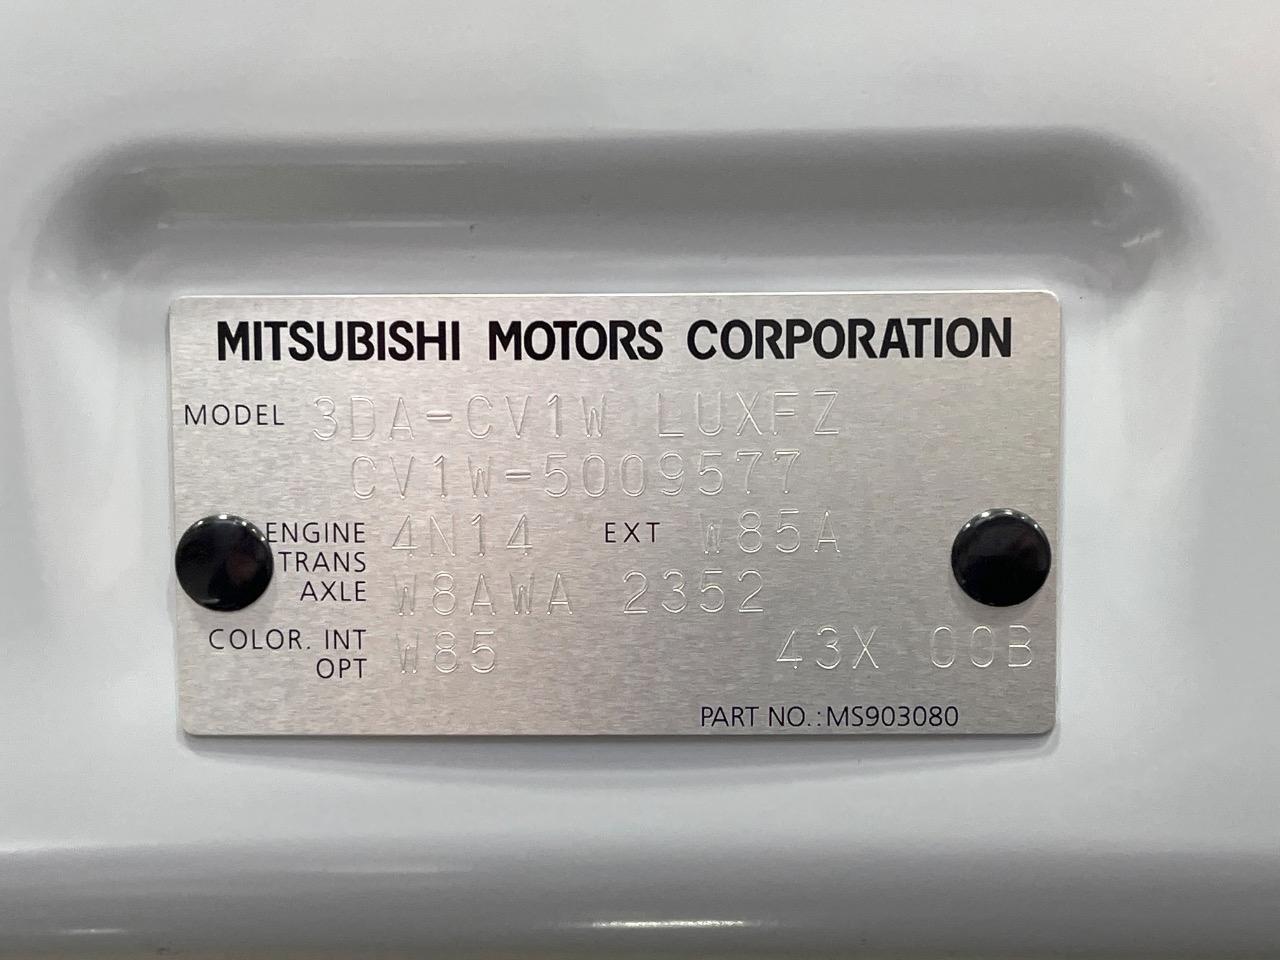 MITSUBISHI MOTORS CORPORATION
MODEL 3DA-CV1W LUXFZ
CV1W-5009577
ENGINE 4N14 EXT W85A
TRANS
AXLE W8AWA 2352
COLOR. INT W85 43X 00B
OPT
PART NO.:MS903080